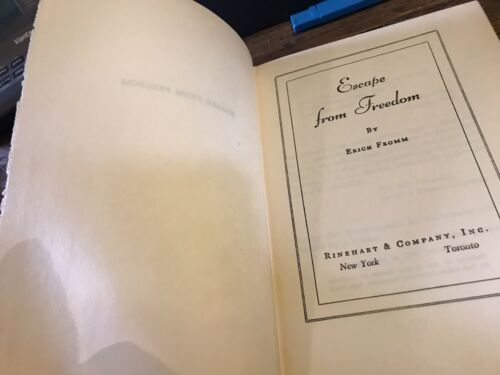 Escape
from Freedom
BY
ERICH FROMM
RINEHART & COMPANY, INC.
New York Toronto